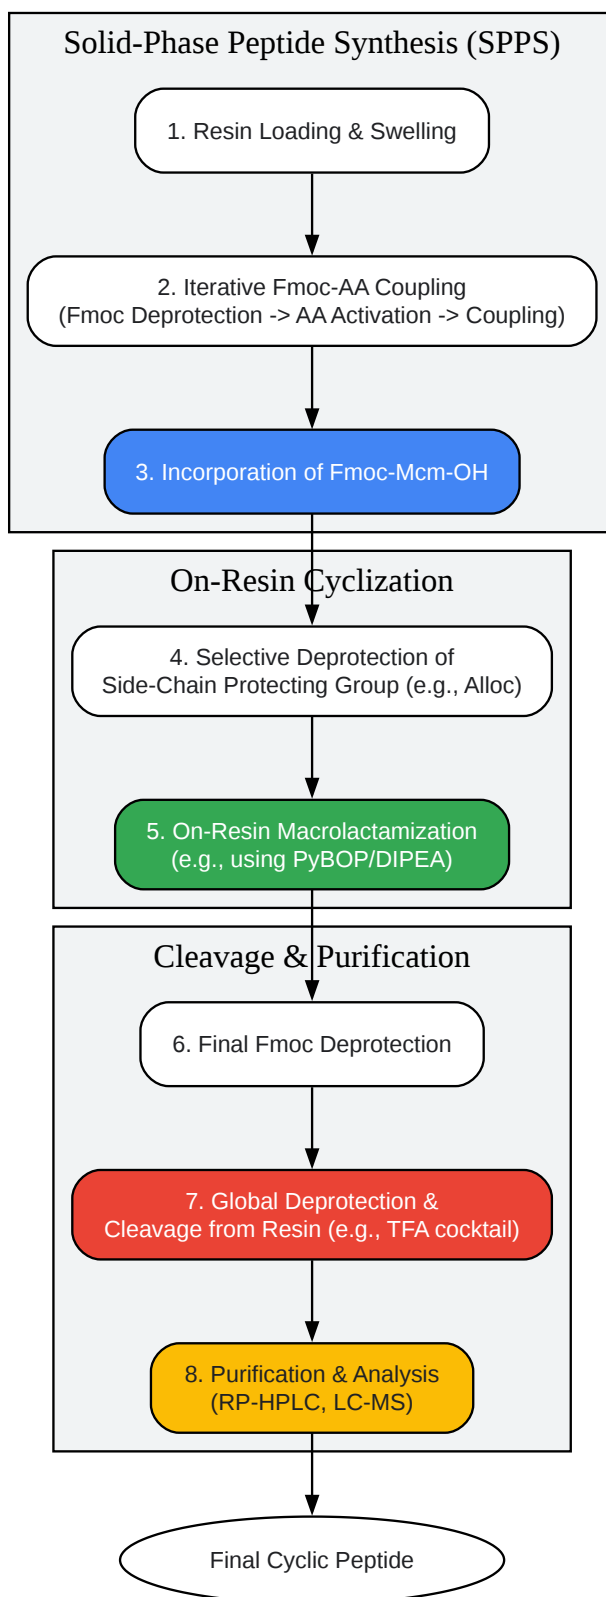 Solid-Phase Peptide Synthesis (SPPS)
1. Resin Loading & Swelling
2. Iterative Fmoc-AA Coupling
(Fmoc Deprotection -> AA Activation -> Coupling)
3. Incorporation of Fmoc-Mcm-OH
On-Resin Cyclization
4. Selective Deprotection of
Side-Chain Protecting Group (e.g., Alloc)
5. On-Resin Macrolactamization
(e.g., using PyBOP/DIPEA)
Cleavage & Purification
6. Final Fmoc Deprotection
7. Global Deprotection &
Cleavage from Resin (e.g., TFA cocktail)
8. Purification & Analysis
(RP-HPLC, LC-MS)
Final Cyclic Peptide